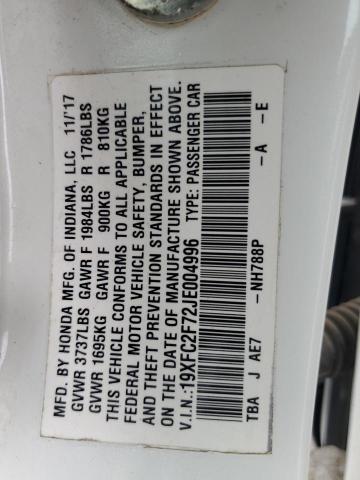 MFD. BY HONDA MFG. OF INDIANA, LLC 11/'17
GVWR 3737LBS GAWR F 1984LBS R 1786LBS
GVWR 1695KG GAWR F 900KG R 810KG
THIS VEHICLE CONFORMS TO ALL APPLICABLE
FEDERAL MOTOR VEHICLE SAFETY, BUMPER,
AND THEFT PREVENTION STANDARDS IN EFFECT
ON THE DATE OF MANUFACTURE SHOWN ABOVE.
V.I.N.: 19XFC2F72JE004996 TYPE: PASSENGER CAR
TBA J AE7 -NH788P -A -E